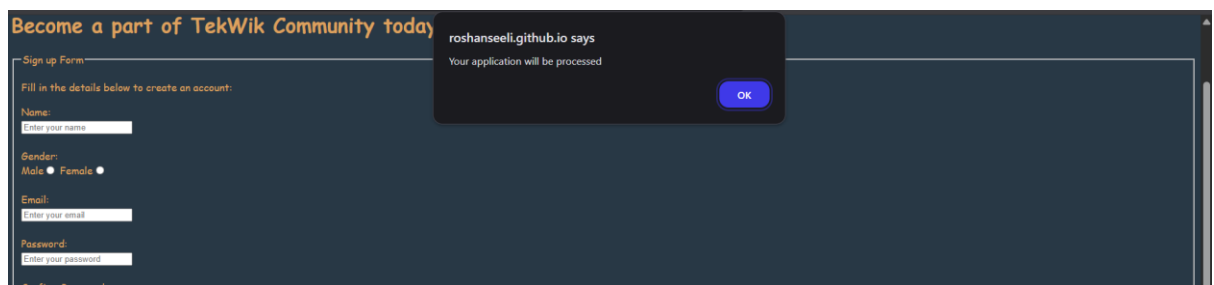 Become a part of TekWik Community today
roshanseeli.github.io says
Your application will be processed
OK
Sign up Form
Fill in the details below to create an account:
Name:
Enter your name
Gender:
Male Female
Email:
Enter your email
Password:
Enter your password